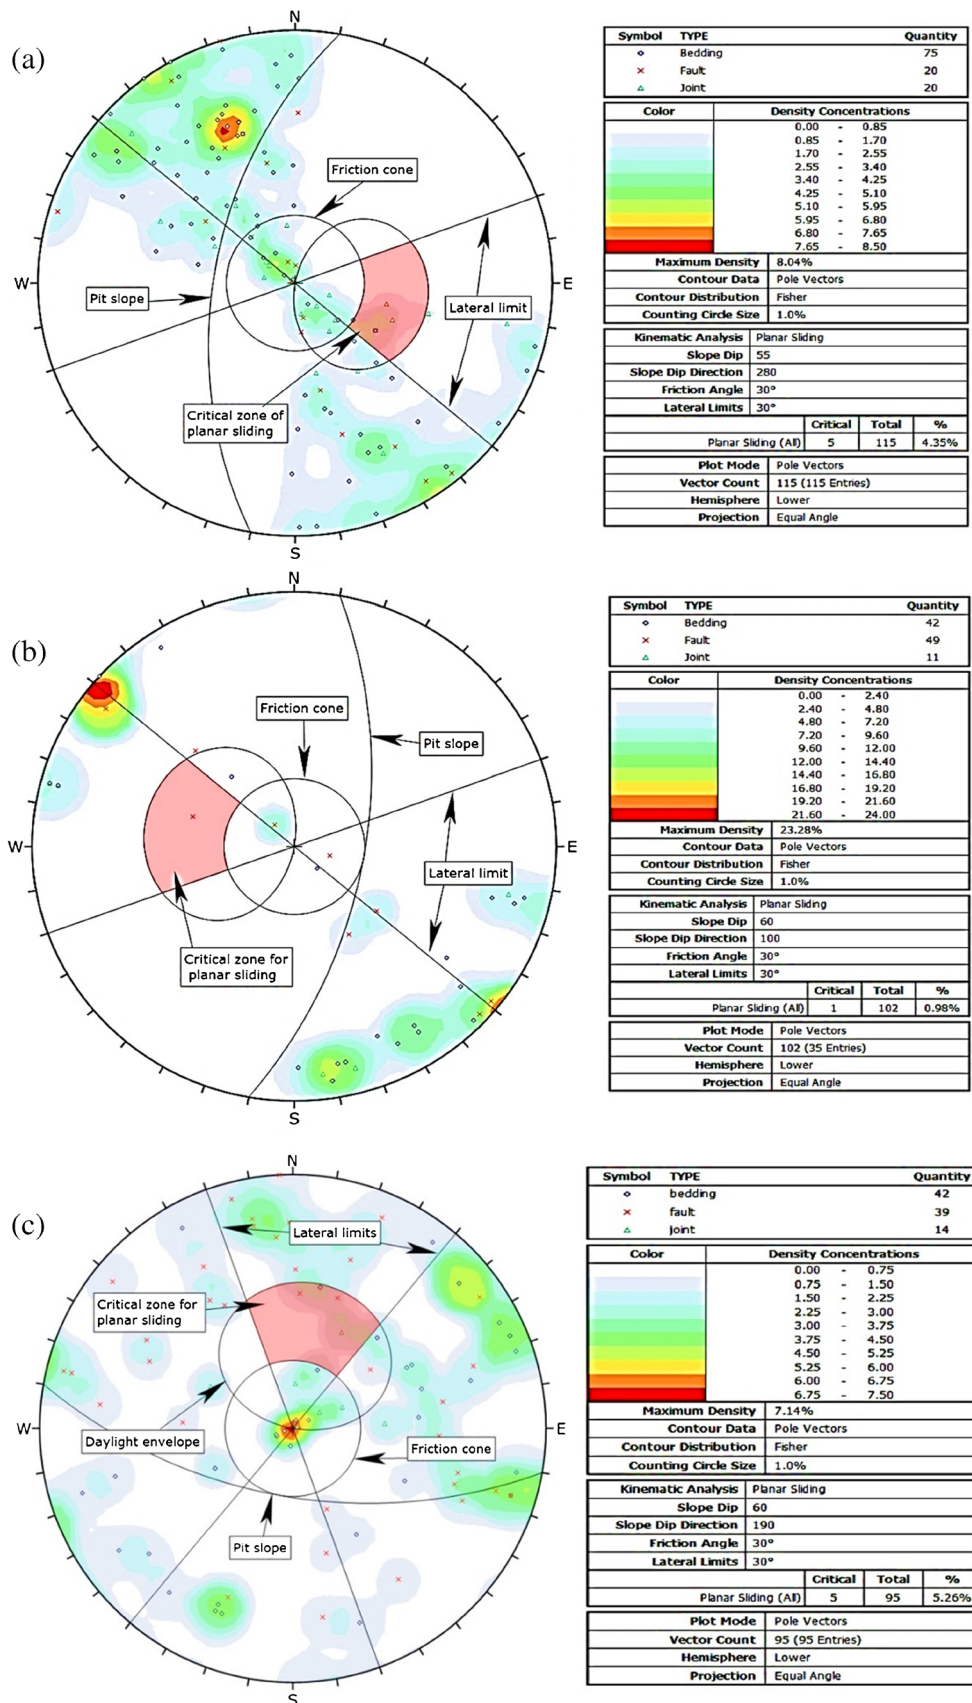 (a)
N
Friction cone
W
E
Pit slope
Lateral limit
Critical zone of
planar sliding
S
Symbol TYPE Quantity
Bedding 75
Fault 20
Joint 20
Color Density Concentrations
0.00 - 0.85
0.85 - 1.70
1.70 - 2.55
2.55 - 3.40
3.40 - 4.25
4.25 - 5.10
5.10 - 5.95
5.95 - 6.80
6.80 - 7.65
7.65 - 8.50
Maximum Density 8.04%
Contour Data Pole Vectors
Contour Distribution Fisher
Counting Circle Size 1.0%
Kinematic Analysis Planar Sliding
Slope Dip 55
Slope Dip Direction 280
Friction Angle 30°
Lateral Limits 30°
Critical Total %
Planar Sliding (All) 5 115 4.35%
Plot Mode Pole Vectors
Vector Count 115 (115 Entries)
Hemisphere Lower
Projection Equal Angle
(b)
N
Friction cone
Pit slope
W
E
Lateral limit
Critical zone for
planar sliding
S
Symbol TYPE Quantity
Bedding 42
Fault 49
Joint 11
Color Density Concentrations
0.00 - 2.40
2.40 - 4.80
4.80 - 7.20
7.20 - 9.60
9.60 - 12.00
12.00 - 14.40
14.40 - 16.80
16.80 - 19.20
19.20 - 21.60
21.60 - 24.00
Maximum Density 23.28%
Contour Data Pole Vectors
Contour Distribution Fisher
Counting Circle Size 1.0%
Kinematic Analysis Planar Sliding
Slope Dip 60
Slope Dip Direction 100
Friction Angle 30°
Lateral Limits 30°
Critical Total %
Planar Sliding (All) 1 102 0.98%
Plot Mode Pole Vectors
Vector Count 102 (35 Entries)
Hemisphere Lower
Projection Equal Angle
(c)
N
Lateral limits
Critical zone for
planar sliding
W
E
Daylight envelope
Friction cone
Pit slope
S
Symbol TYPE Quantity
bedding 42
fault 39
joint 14
Color Density Concentrations
0.00 - 0.75
0.75 - 1.50
1.50 - 2.25
2.25 - 3.00
3.00 - 3.75
3.75 - 4.50
4.50 - 5.25
5.25 - 6.00
6.00 - 6.75
6.75 - 7.50
Maximum Density 7.14%
Contour Data Pole Vectors
Contour Distribution Fisher
Counting Circle Size 1.0%
Kinematic Analysis Planar Sliding
Slope Dip 60
Slope Dip Direction 190
Friction Angle 30°
Lateral Limits 30°
Critical Total %
Planar Sliding (All) 5 95 5.26%
Plot Mode Pole Vectors
Vector Count 95 (95 Entries)
Hemisphere Lower
Projection Equal Angle